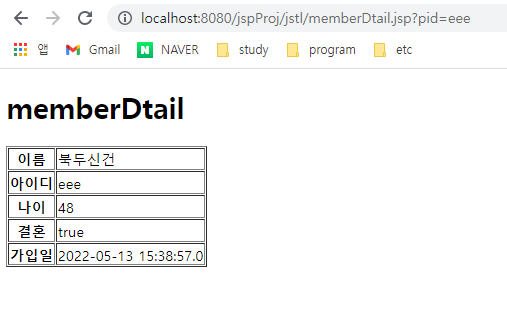 localhost:8080/jspProj/jstl/memberDtail.jsp?pid=eee
앱 Gmail NAVER study program etc
memberDtail
이름 북두신건
아이디 eee
나이 48
결혼 true
가입일 2022-05-13 15:38:57.0